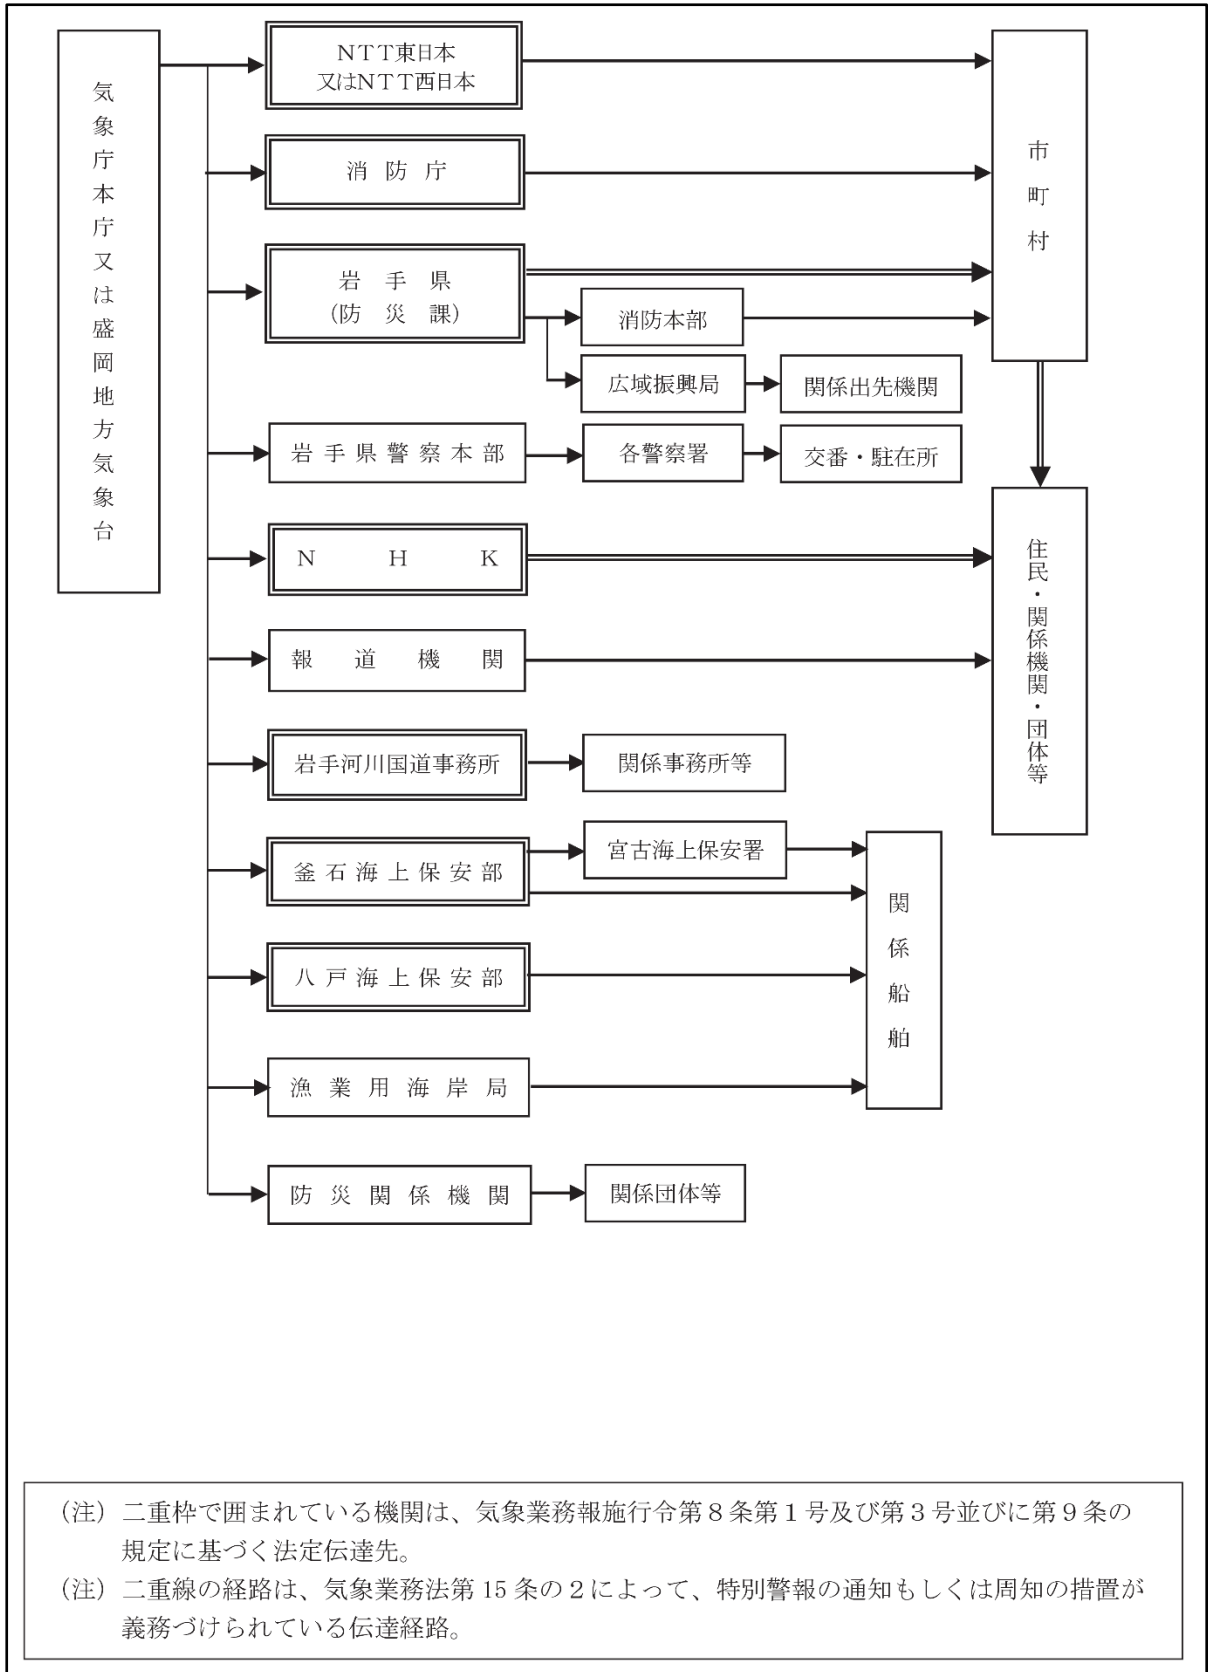 気象庁本庁又は盛岡地方気象台
ＮＴＴ東日本
又はＮＴＴ西日本
消防庁
岩手県
（防災課）
消防本部
広域振興局
関係出先機関
岩手県警察本部
各警察署
交番・駐在所
ＮＨＫ
報道機関
岩手河川国道事務所
関係事務所等
釜石海上保安部
宮古海上保安署
八戸海上保安部
漁業用海岸局
防災関係機関
関係団体等
市町村
住民・関係機関・団体等
関係船舶
（注）二重枠で囲まれている機関は、気象業務報施行令第８条第１号及び第３号並びに第９条の
規定に基づく法定伝達先。
（注）二重線の経路は、気象業務法第 15 条の２によって、特別警報の通知もしくは周知の措置が
義務づけられている伝達経路。